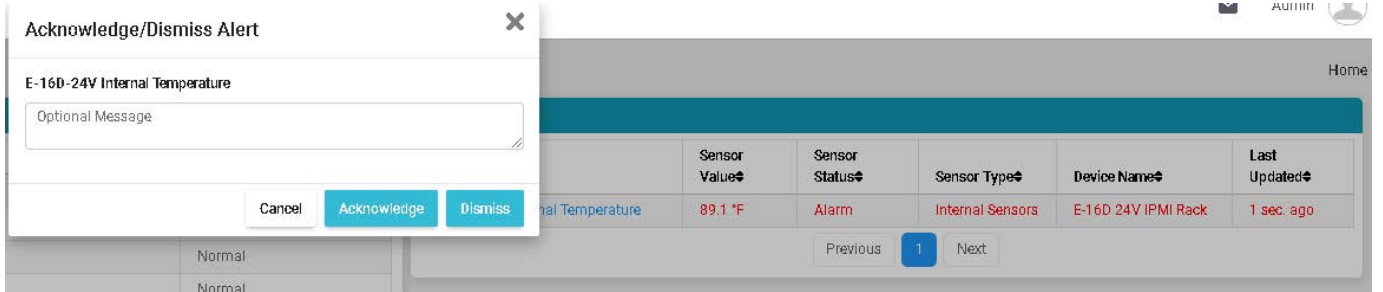 Acknowledge/Dismiss Alert
E-16D-24V Internal Temperature
Optional Message
Cancel Acknowledge Dismiss
Admin
Home
Sensor Value Sensor Status Sensor Type Device Name Last Updated
Temperature 89.1 °F Alarm Internal Sensors E-16D 24V IPMI Rack 1 sec. ago
Previous 1 Next
Normal
Normal